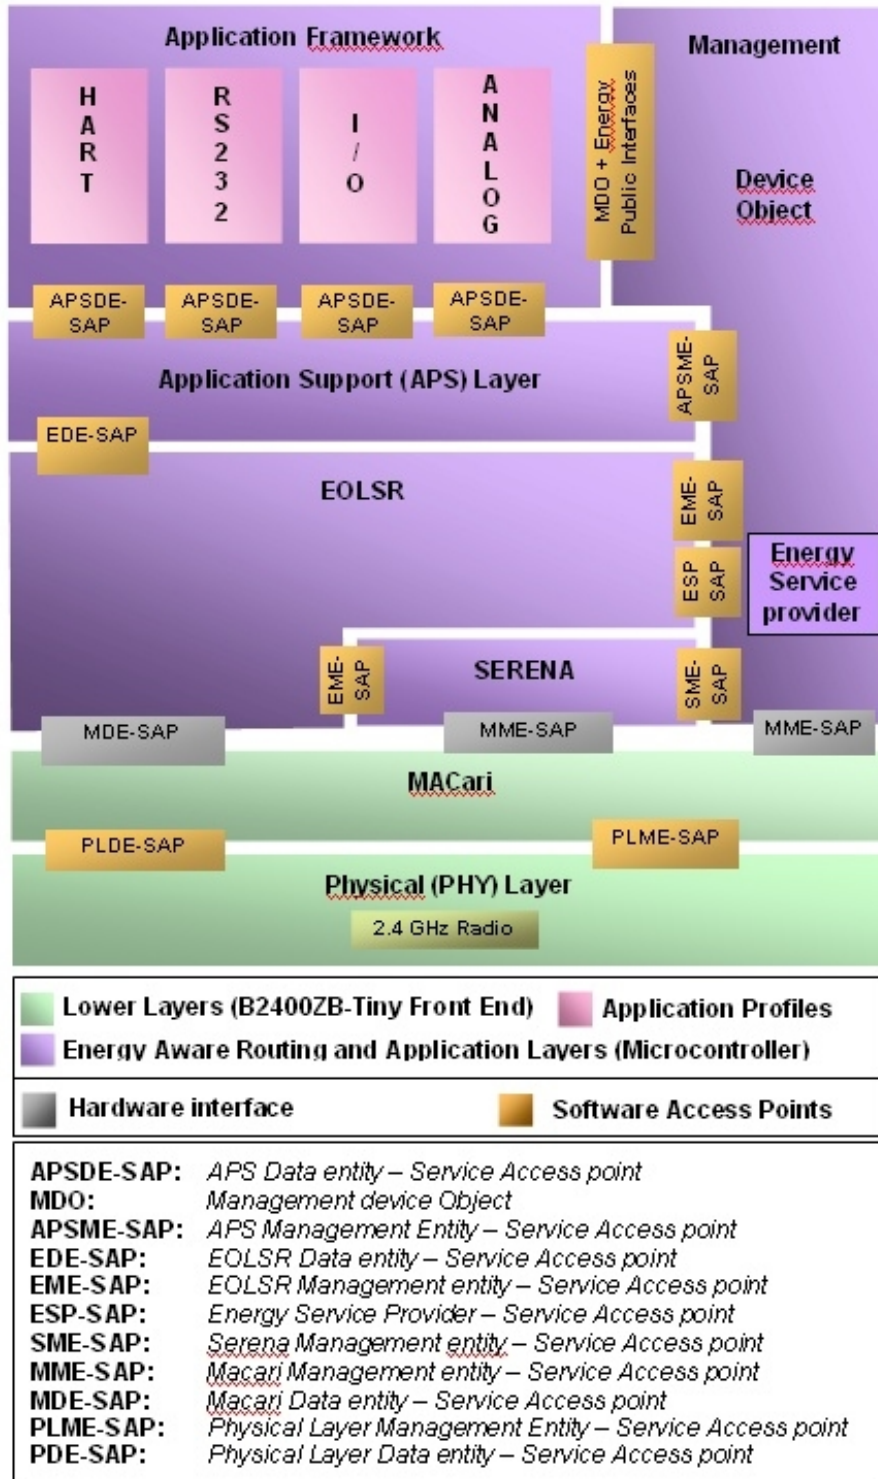 Application Framework
Management
HART
RS232
I/O
ANALOG
MDO + Energy
Public Interfaces
Device
Object
APSDE-
SAP
APSDE-
SAP
APSDE-
SAP
APSDE-
SAP
Application Support (APS) Layer
APSME-
SAP
EDE-SAP
EOLSR
EME-
SAP
ESP
SAP
Energy
Service
provider
EME-
SAP
SERENA
SME-
SAP
MDE-SAP
MME-SAP
MME-SAP
MACari
PLDE-SAP
PLME-SAP
Physical (PHY) Layer
2.4 GHz Radio
Lower Layers (B2400ZB-Tiny Front End)
Application Profiles
Energy Aware Routing and Application Layers (Microcontroller)
Hardware interface
Software Access Points
APSDE-SAP: APS Data entity – Service Access point
MDO: Management device Object
APSME-SAP: APS Management Entity – Service Access point
EDE-SAP: EOLSR Data entity – Service Access point
EME-SAP: EOLSR Management entity – Service Access point
ESP-SAP: Energy Service Provider – Service Access point
SME-SAP: Serena Management entity – Service Access point
MME-SAP: Macari Management entity – Service Access point
MDE-SAP: Macari Data entity – Service Access point
PLME-SAP: Physical Layer Management Entity – Service Access point
PDE-SAP: Physical Layer Data entity – Service Access point